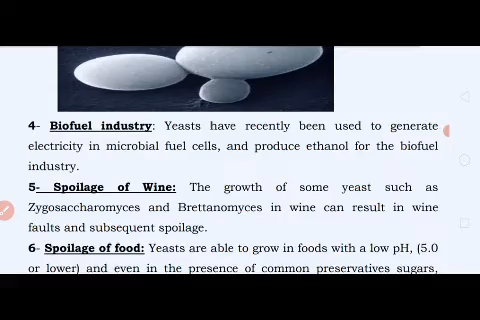 4- Biofuel industry: Yeasts have recently been used to generate
electricity in microbial fuel cells, and produce ethanol for the biofuel
industry.
5- Spoilage of Wine: The growth of some yeast such as
Zygosaccharomyces and Brettanomyces in wine can result in wine
faults and subsequent spoilage.
6- Spoilage of food: Yeasts are able to grow in foods with a low pH, (5.0
or lower) and even in the presence of common preservatives sugars,